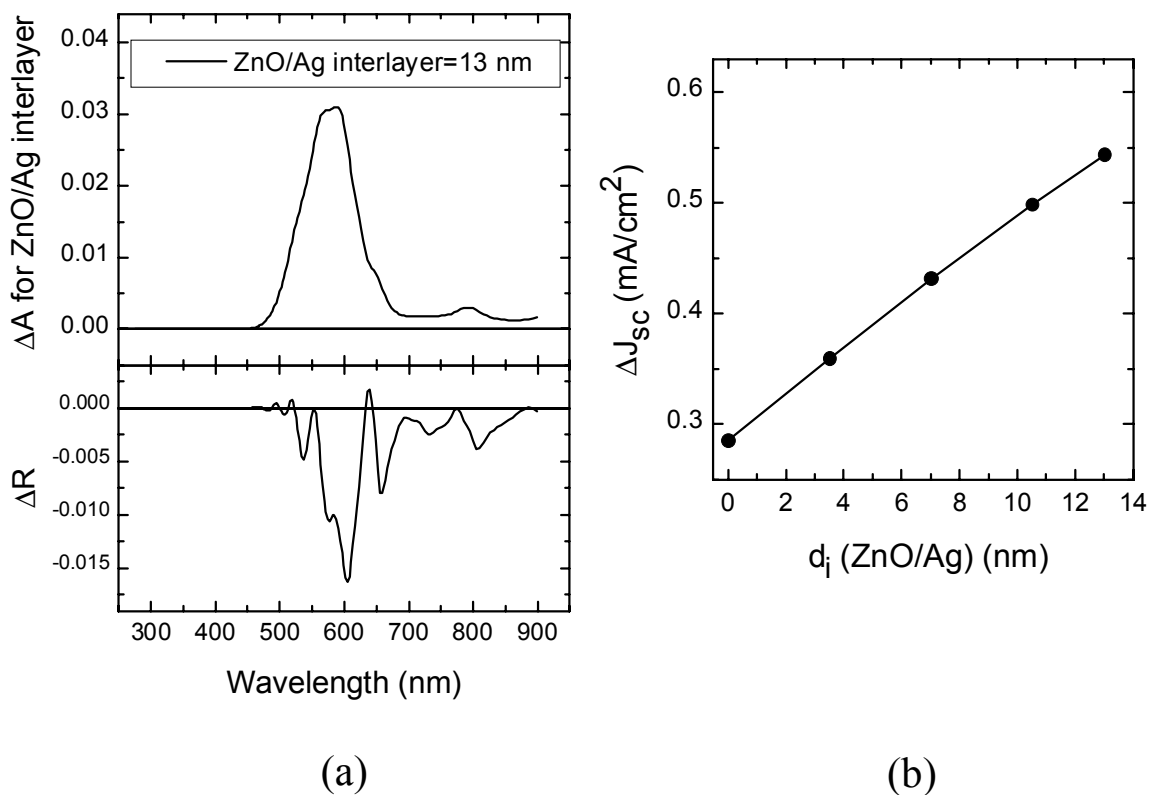 ΔA for ZnO/Ag interlayer
0.04
0.03
0.02
0.01
0.00
ZnO/Ag interlayer=13 nm
ΔR
0.000
-0.005
-0.010
-0.015
300 400 500 600 700 800 900
Wavelength (nm)
(a)
ΔJsc (mA/cm²)
0.6
0.5
0.4
0.3
0 2 4 6 8 10 12 14
di (ZnO/Ag) (nm)
(b)